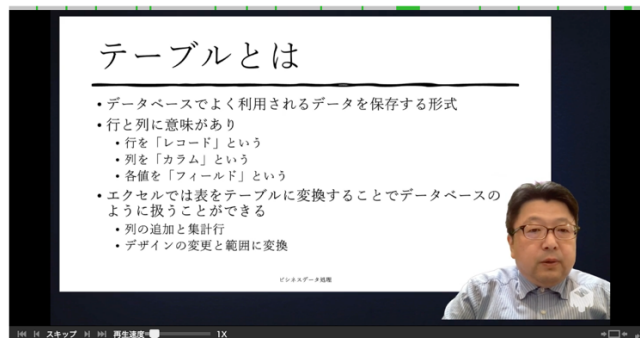 テーブルとは
• データベースでよく利用されるデータを保存する形式
• 行と列に意味があり
• 行を「レコード」という
• 列を「カラム」という
• 各値を「フィールド」という
• エクセルでは表をテーブルに変換することでデータベースの
ように扱うことができる
• 列の追加と集計行
• デザインの変更と範囲に変換
ビジネスデータ処理
スキップ 再生速度 1X